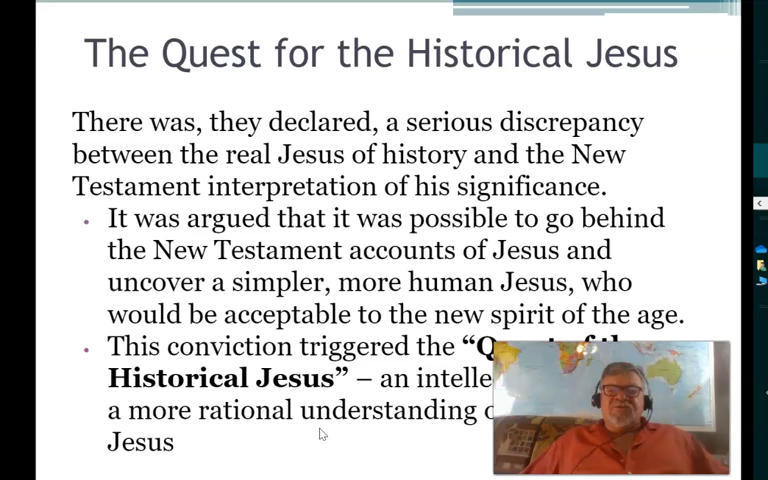 The Quest for the Historical Jesus
There was, they declared, a serious discrepancy
between the real Jesus of history and the New
Testament interpretation of his significance.
• It was argued that it was possible to go behind
the New Testament accounts of Jesus and
uncover a simpler, more human Jesus, who
would be acceptable to the new spirit of the age.
• This conviction triggered the
Historical Jesus” – an
a more rational understanding
Jesus